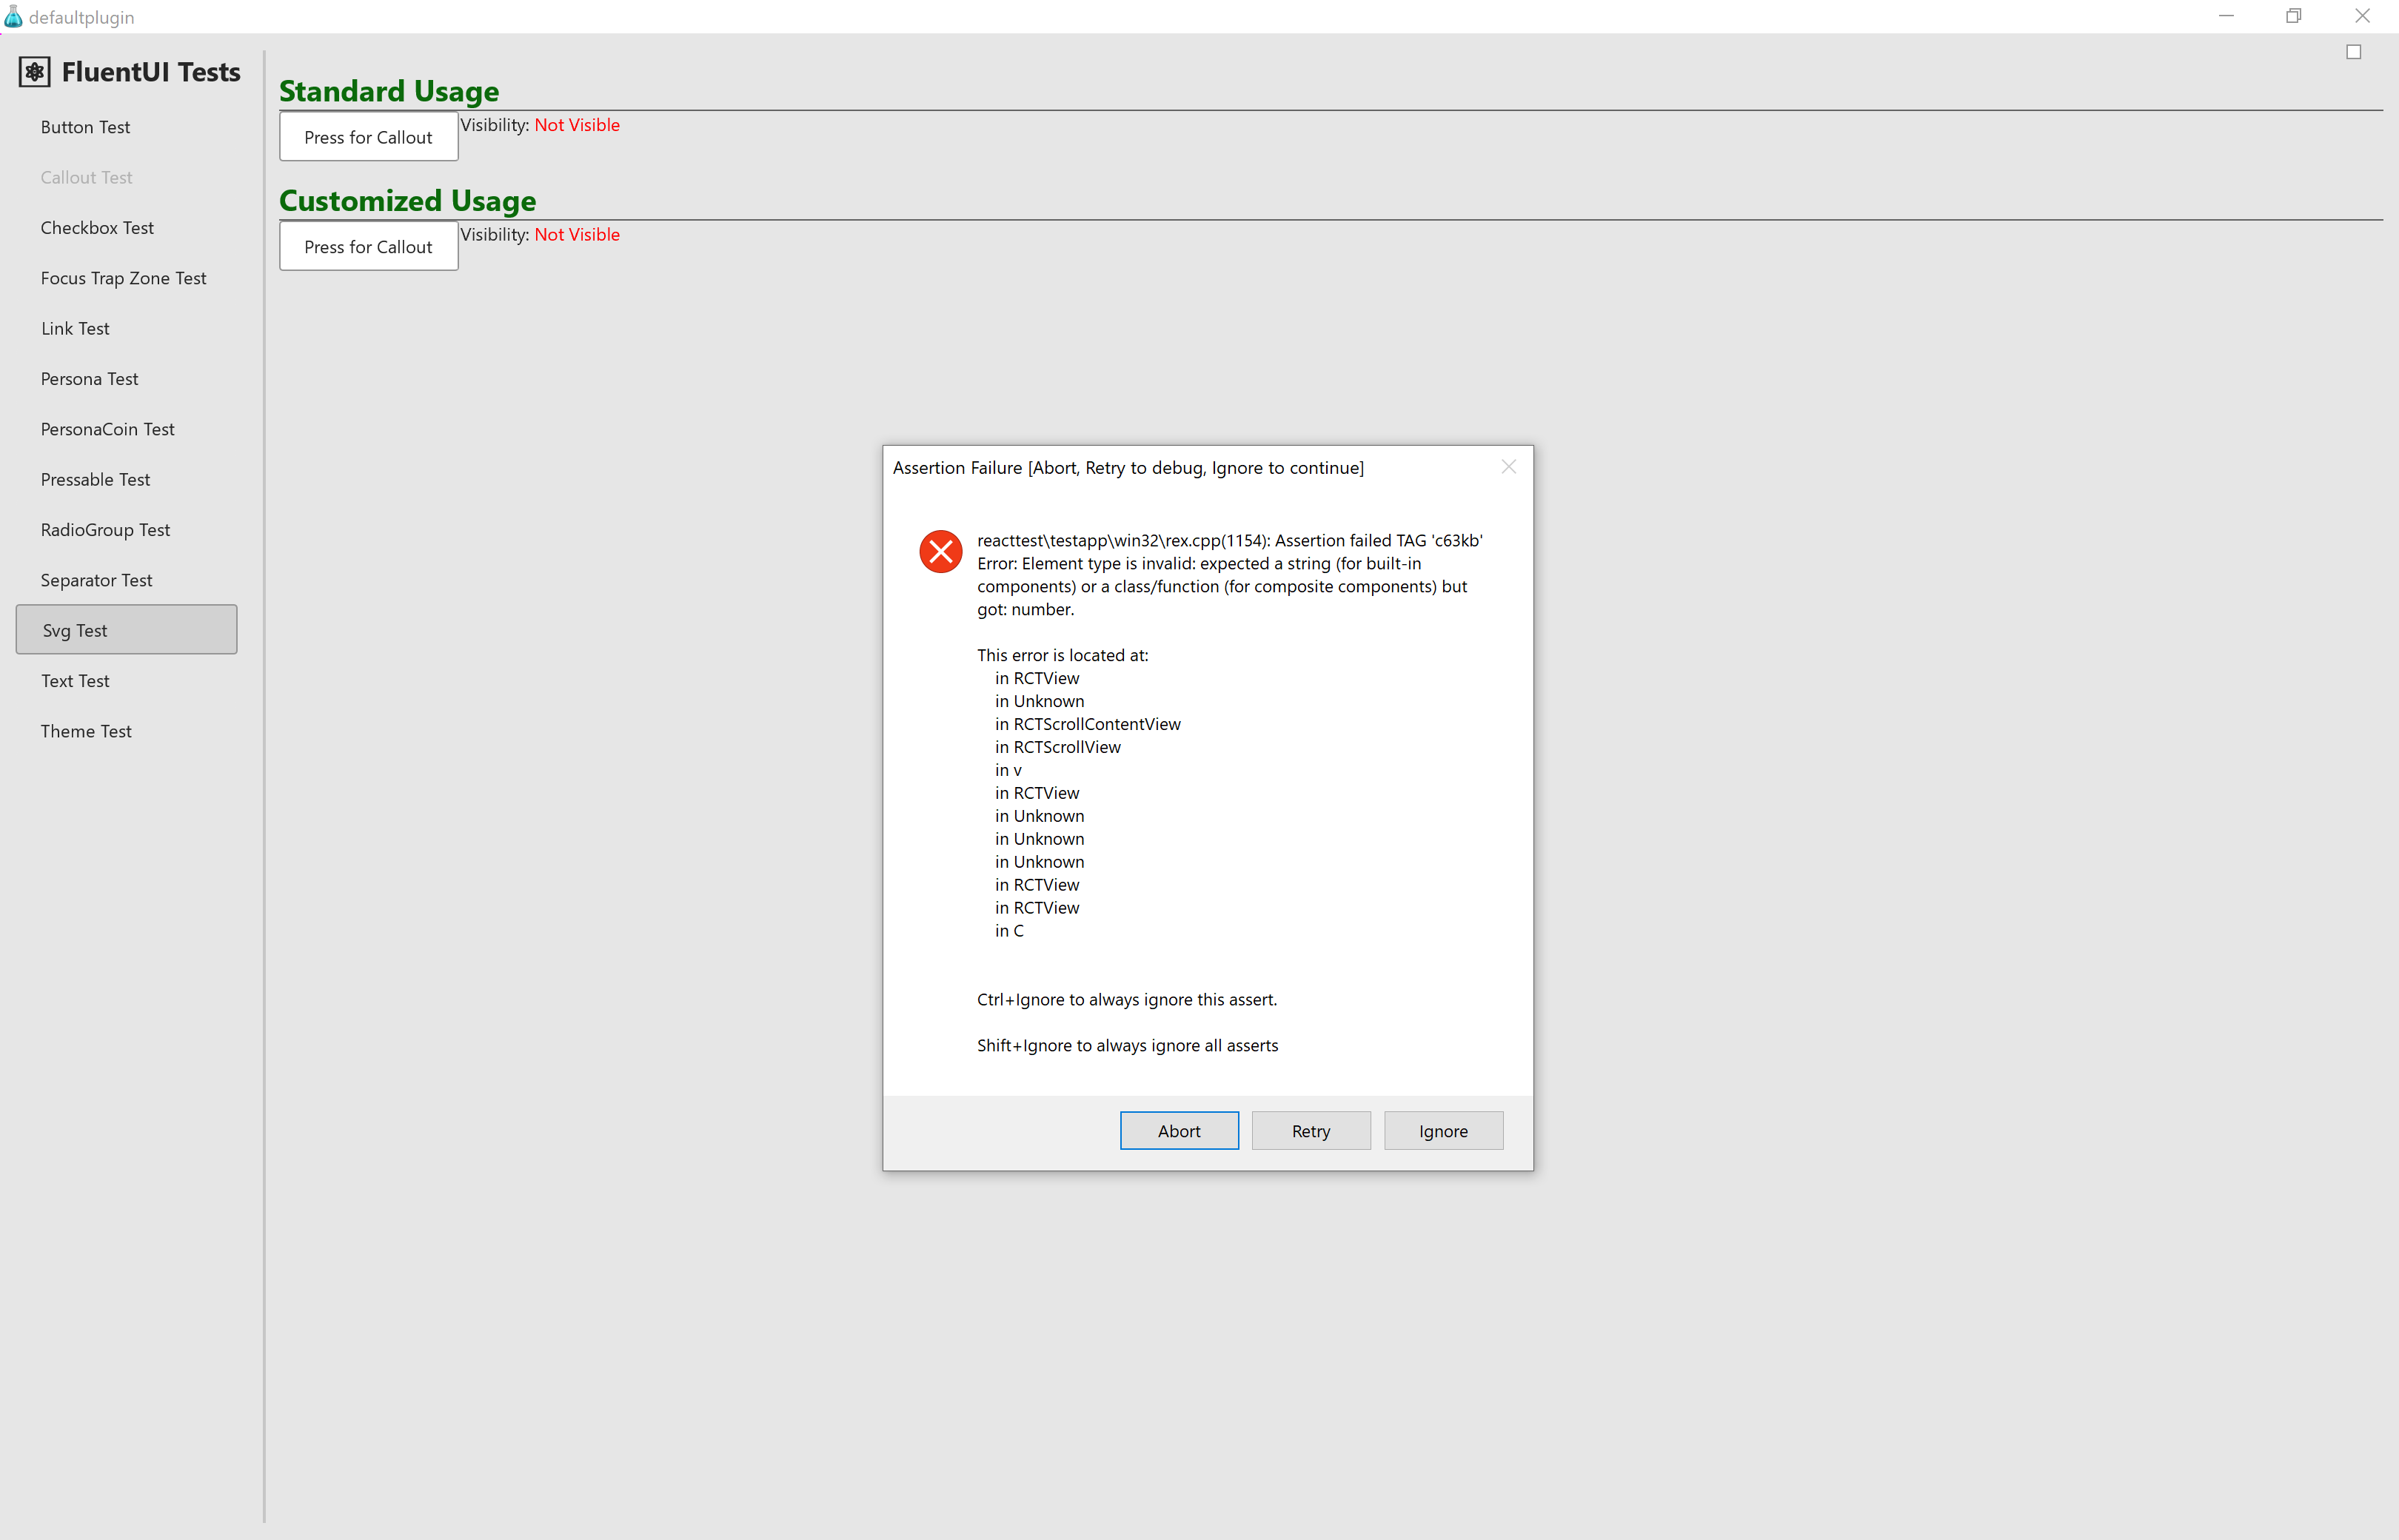 defaultplugin
FluentUI Tests
Button Test
Callout Test
Checkbox Test
Focus Trap Zone Test
Link Test
Persona Test
PersonaCoin Test
Pressable Test
RadioGroup Test
Separator Test
Svg Test
Text Test
Theme Test
Standard Usage
Press for Callout
Visibility: Not Visible
Customized Usage
Press for Callout
Visibility: Not Visible
Assertion Failure [Abort, Retry to debug, Ignore to continue]
reacttest\testapp\win32\rex.cpp(1154): Assertion failed TAG 'c63kb'
Error: Element type is invalid: expected a string (for built-in
components) or a class/function (for composite components) but
got: number.
This error is located at:
in RCTView
in Unknown
in RCTScrollContentView
in RCTScrollView
in v
in RCTView
in Unknown
in Unknown
in Unknown
in RCTView
in RCTView
in C
Ctrl+Ignore to always ignore this assert.
Shift+Ignore to always ignore all asserts
Abort
Retry
Ignore